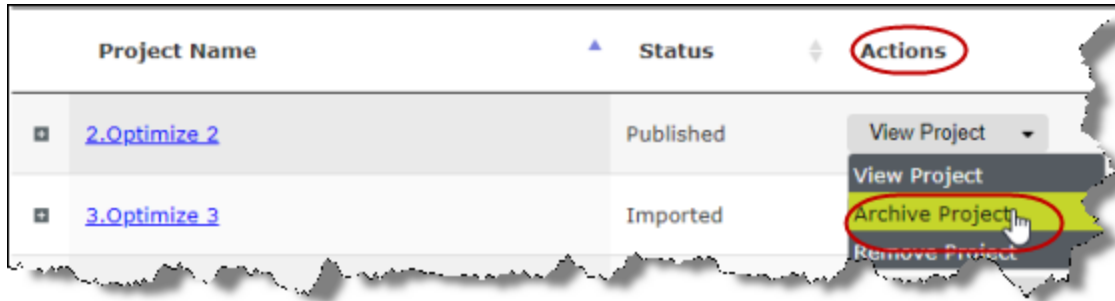 Project Name Status Actions
2.Optimize 2 Published View Project
View Project
3.Optimize 3 Imported Archive Project
Remove Project